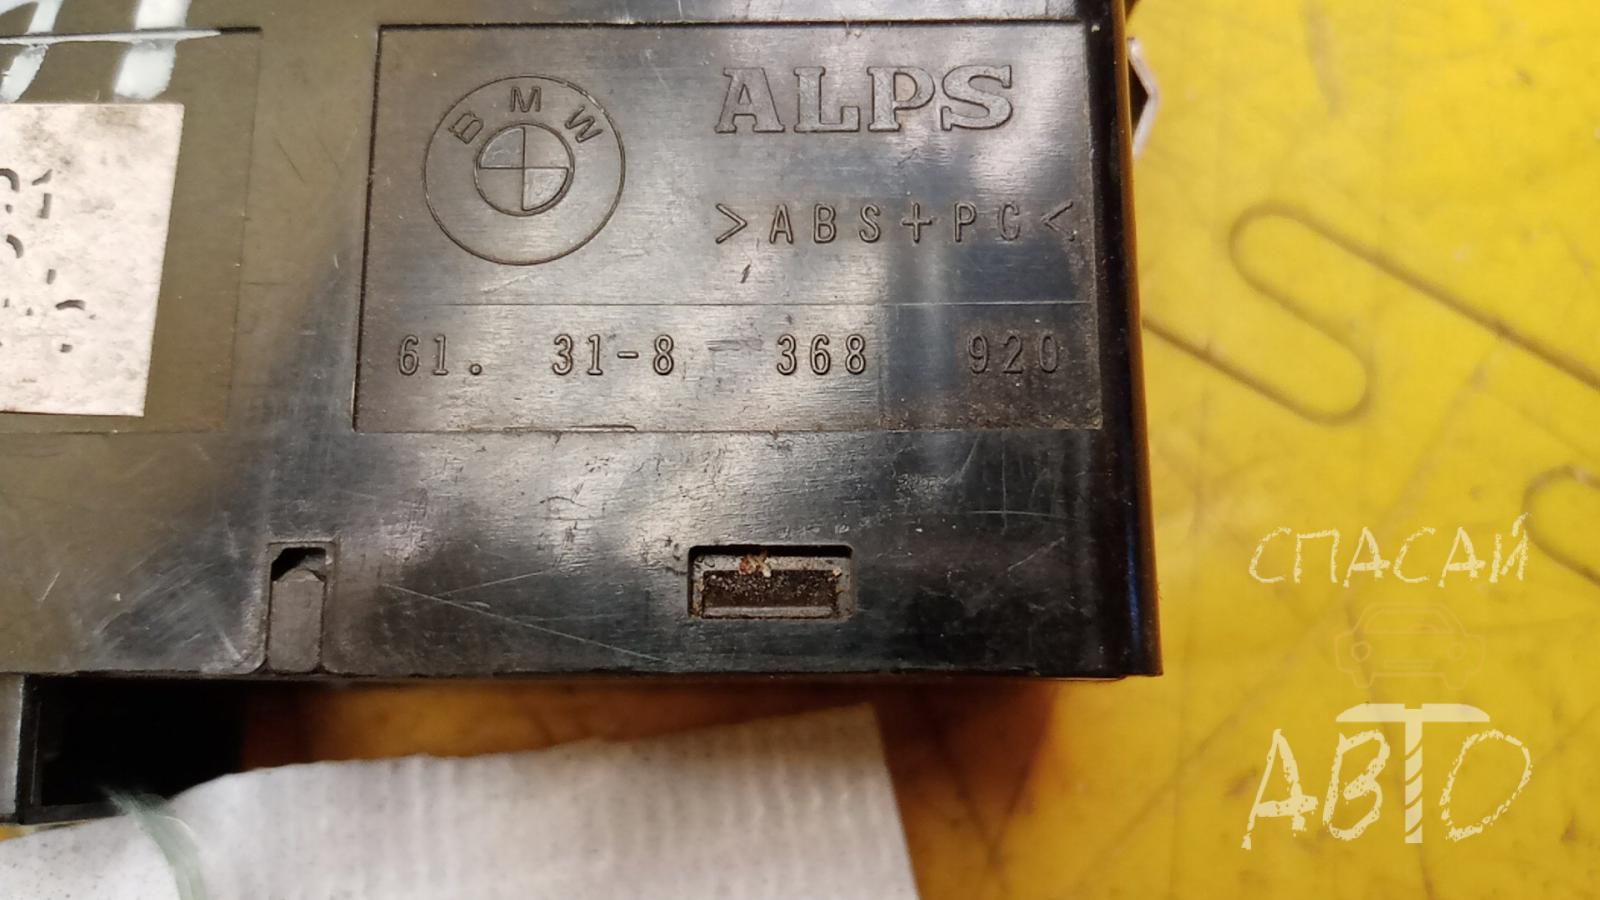 BMW
ALPS
>ABS+PC<
61. 31-8 368 920
СПАСАЙ
АВТО